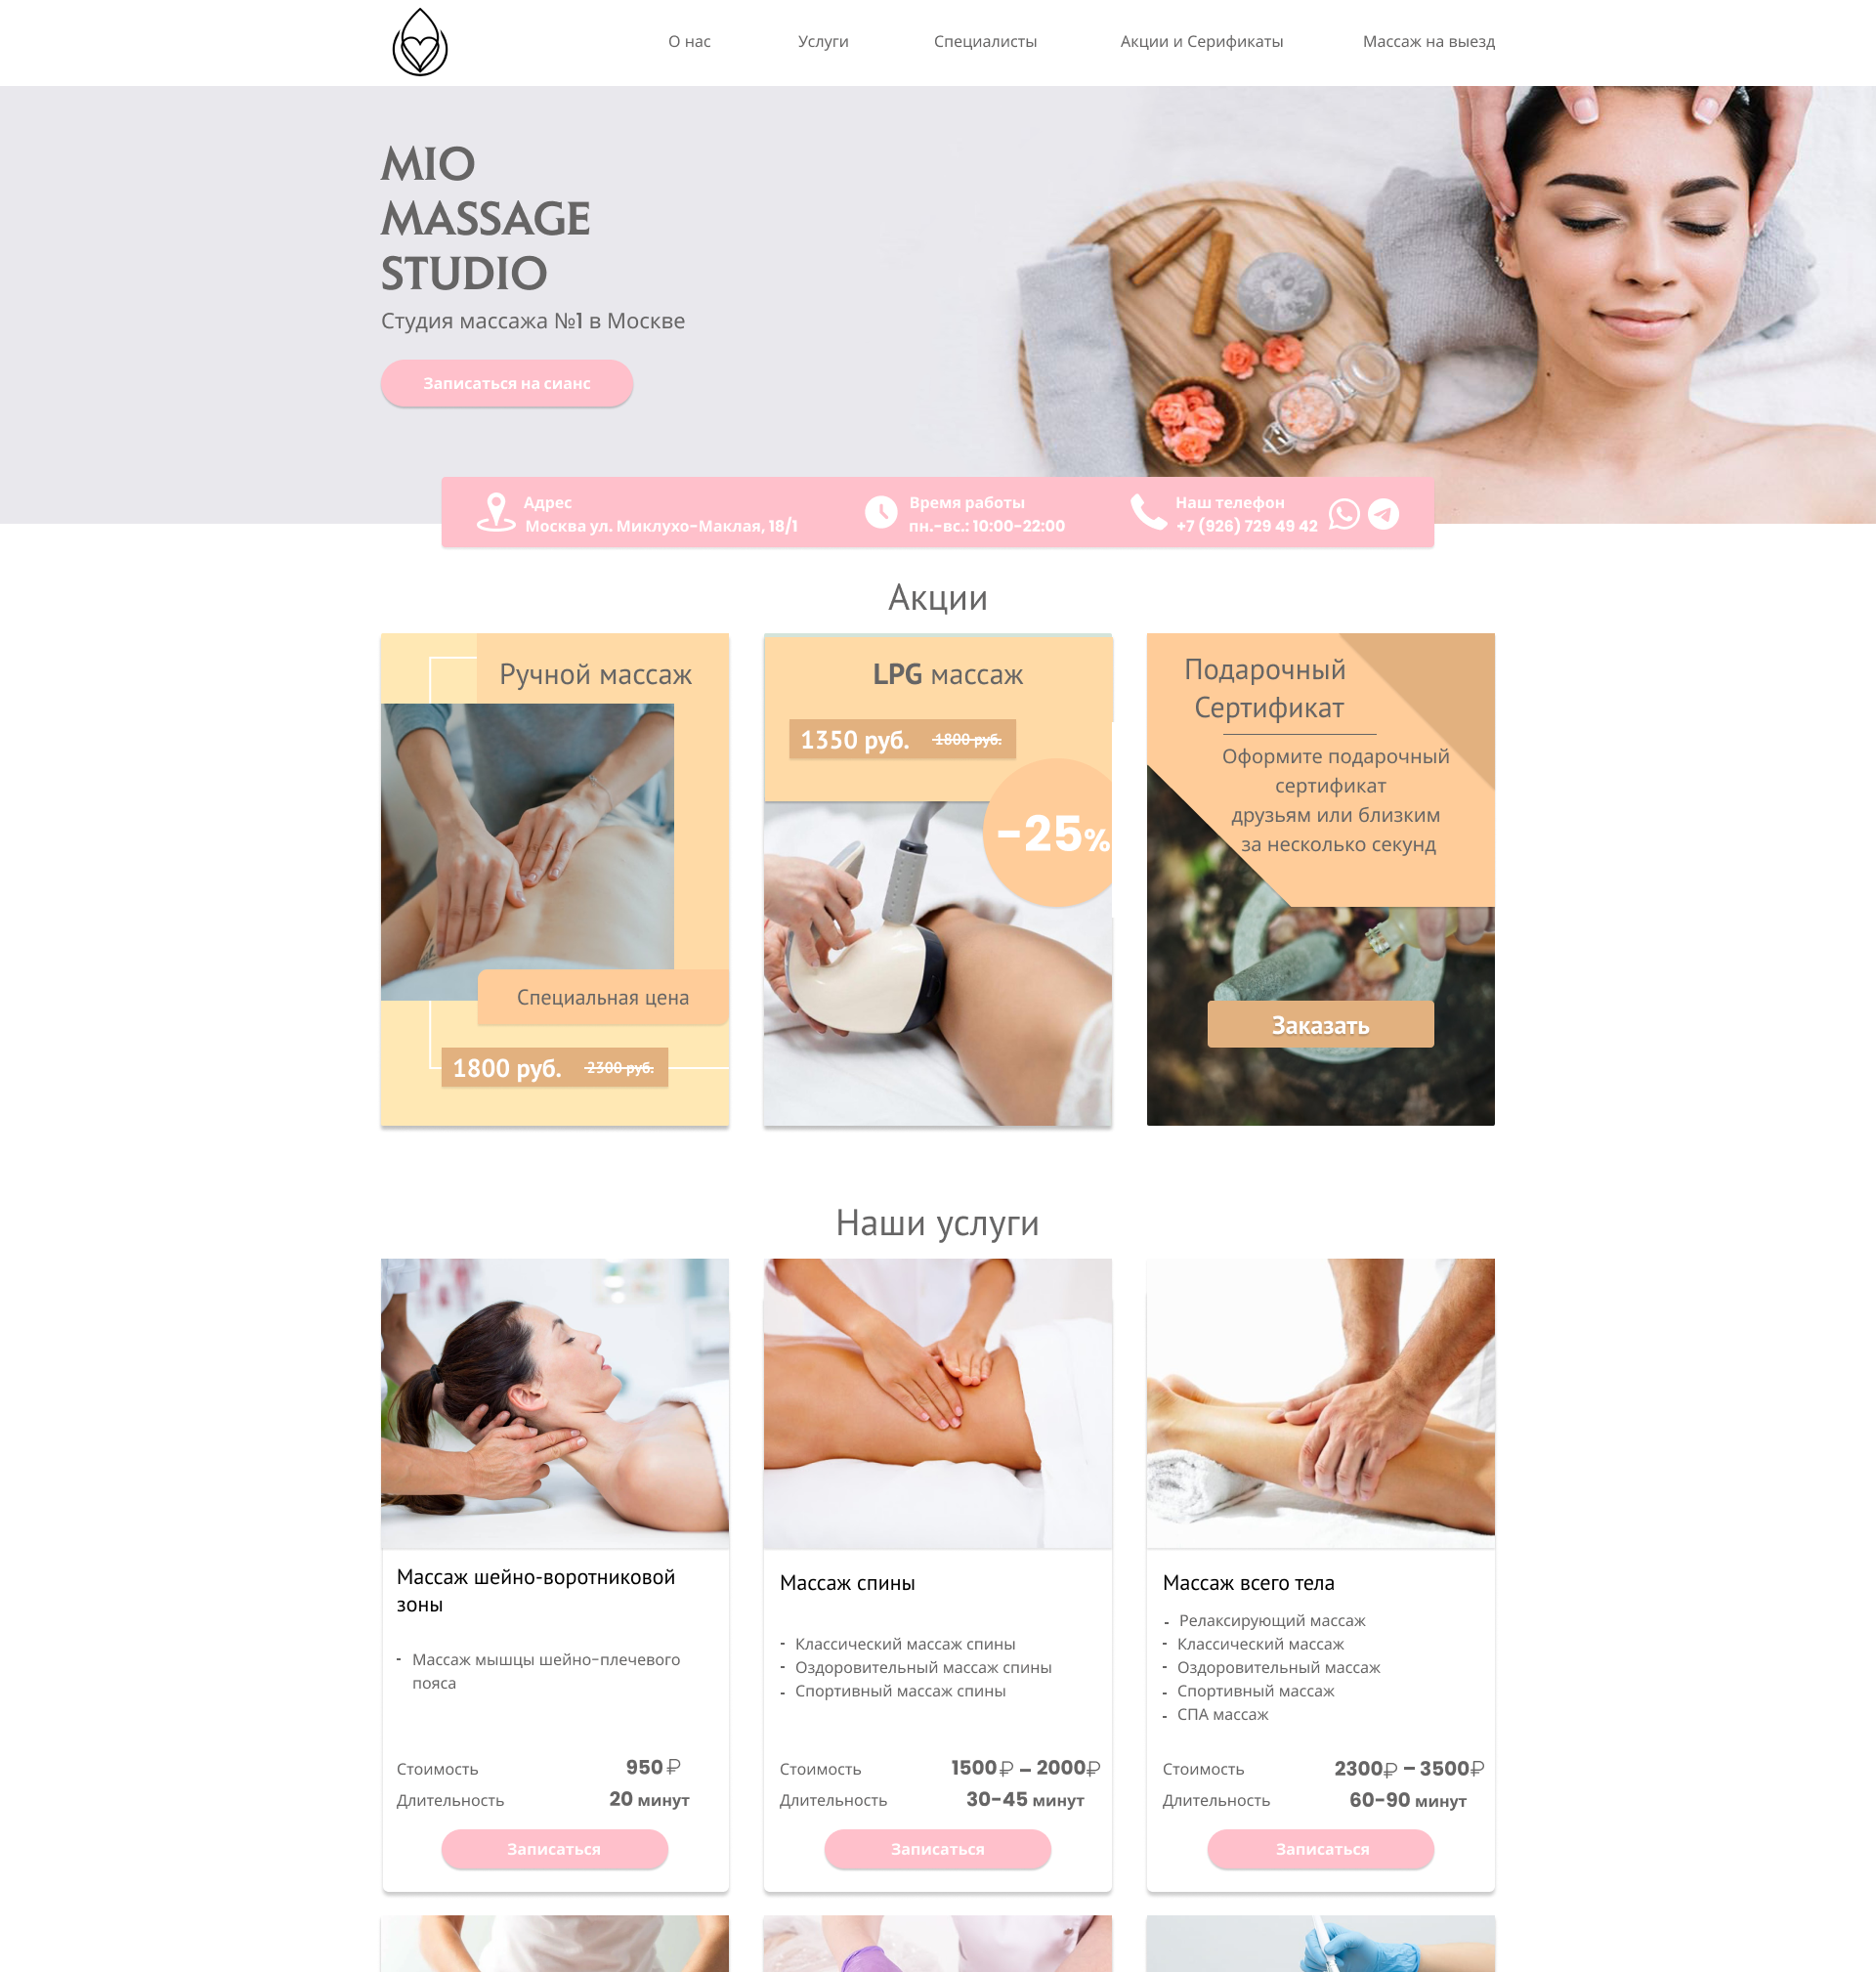 О нас
Услуги
Специалисты
Акции и Серификаты
Массаж на выезд
MIO
MASSAGE
STUDIO
Студия массажа №1 в Москве
Записаться на сианс
Адрес
Москва ул. Миклухо-Маклая, 18/1
Время работы
пн.-вс.: 10:00-22:00
Наш телефон
+7 (926) 729 49 42
Акции
Ручной массаж
Специальная цена
1800 руб. 2300 руб.
LPG массаж
1350 руб. 1800 руб.
-25%
Подарочный
Сертификат
Оформите подарочный
сертификат
друзьям или близким
за несколько секунд
Заказать
Наши услуги
Массаж шейно-воротниковой
зоны
- Массаж мышцы шейно-плечевого
пояса
Стоимость 950 ₽
Длительность 20 минут
Записаться
Массаж спины
- Классический массаж спины
- Оздоровительный массаж спины
- Спортивный массаж спины
Стоимость 1500₽ – 2000₽
Длительность 30-45 минут
Записаться
Массаж всего тела
- Релаксирующий массаж
- Классический массаж
- Оздоровительный массаж
- Спортивный массаж
- СПА массаж
Стоимость 2300₽ – 3500₽
Длительность 60-90 минут
Записаться